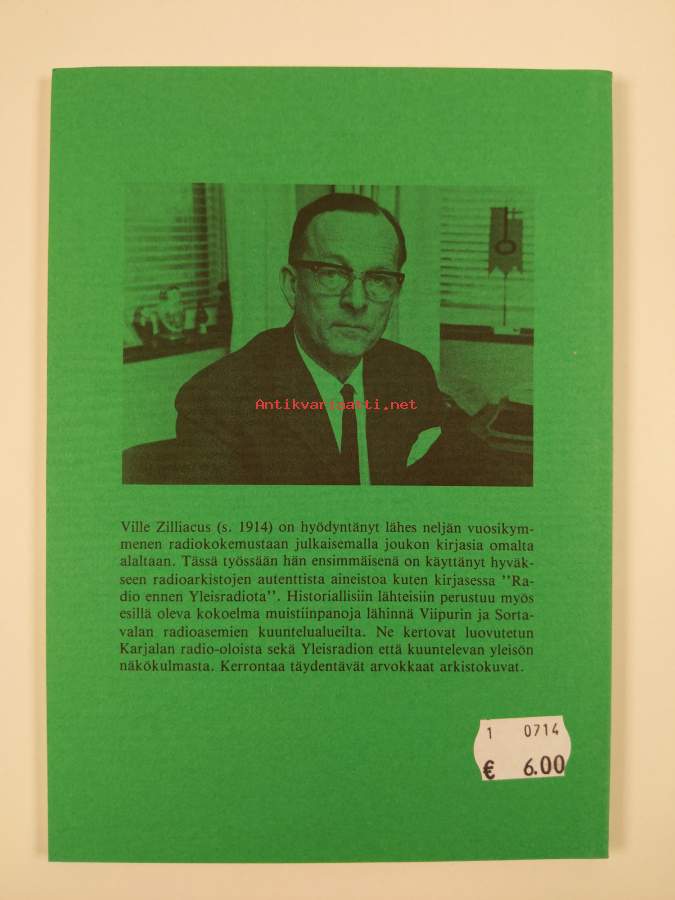 Antikvariaatti.net
Ville Zilliacus (s. 1914) on hyödyntänyt lähes neljän vuosikym-
menen radiokokemustaan julkaisemalla joukon kirjasia omalta
alaltaan. Tässä työssään hän ensimmäisenä on käyttänyt hyväk-
seen radioarkistojen autenttista aineistoa kuten kirjasessa "Ra-
dio ennen Yleisradiota". Historiallisiin lähteisiin perustuu myös
esillä oleva kokoelma muistiinpanoja lähinnä Viipurin ja Sorta-
valan radioasemien kuuntelualueilta. Ne kertovat luovutetun
Karjalan radio-oloista sekä Yleisradion että kuuntelevan yleisön
näkökulmasta. Kerrontaa täydentävät arvokkaat arkistokuvat.
1 0714
€ 6.00